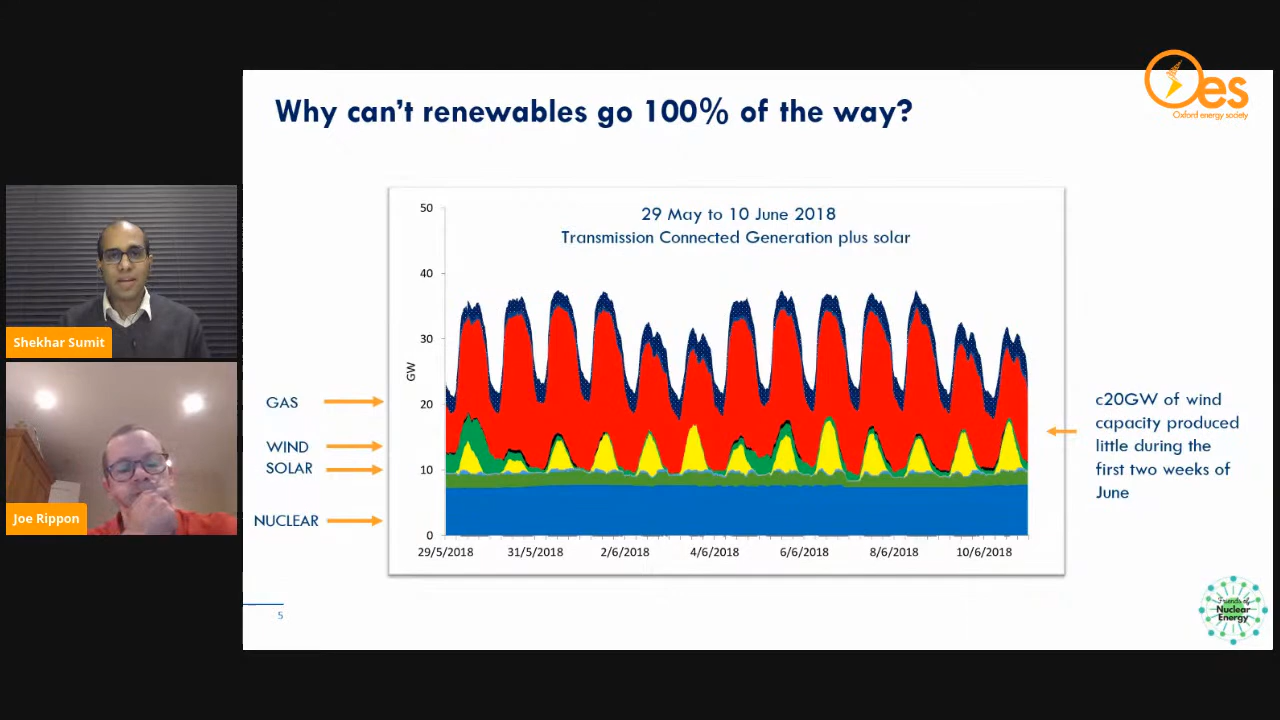 Oes
Oxford energy society
Why can't renewables go 100% of the way?
29 May to 10 June 2018
Transmission Connected Generation plus solar
50
40
30
20
10
0
GW
29/5/2018
31/5/2018
2/6/2018
4/6/2018
6/6/2018
8/6/2018
10/6/2018
GAS
WIND
SOLAR
NUCLEAR
c20GW of wind
capacity produced
little during the
first two weeks of
June
Shekhar Sumit
Joe Rippon
5
Friends of
Nuclear
Energy